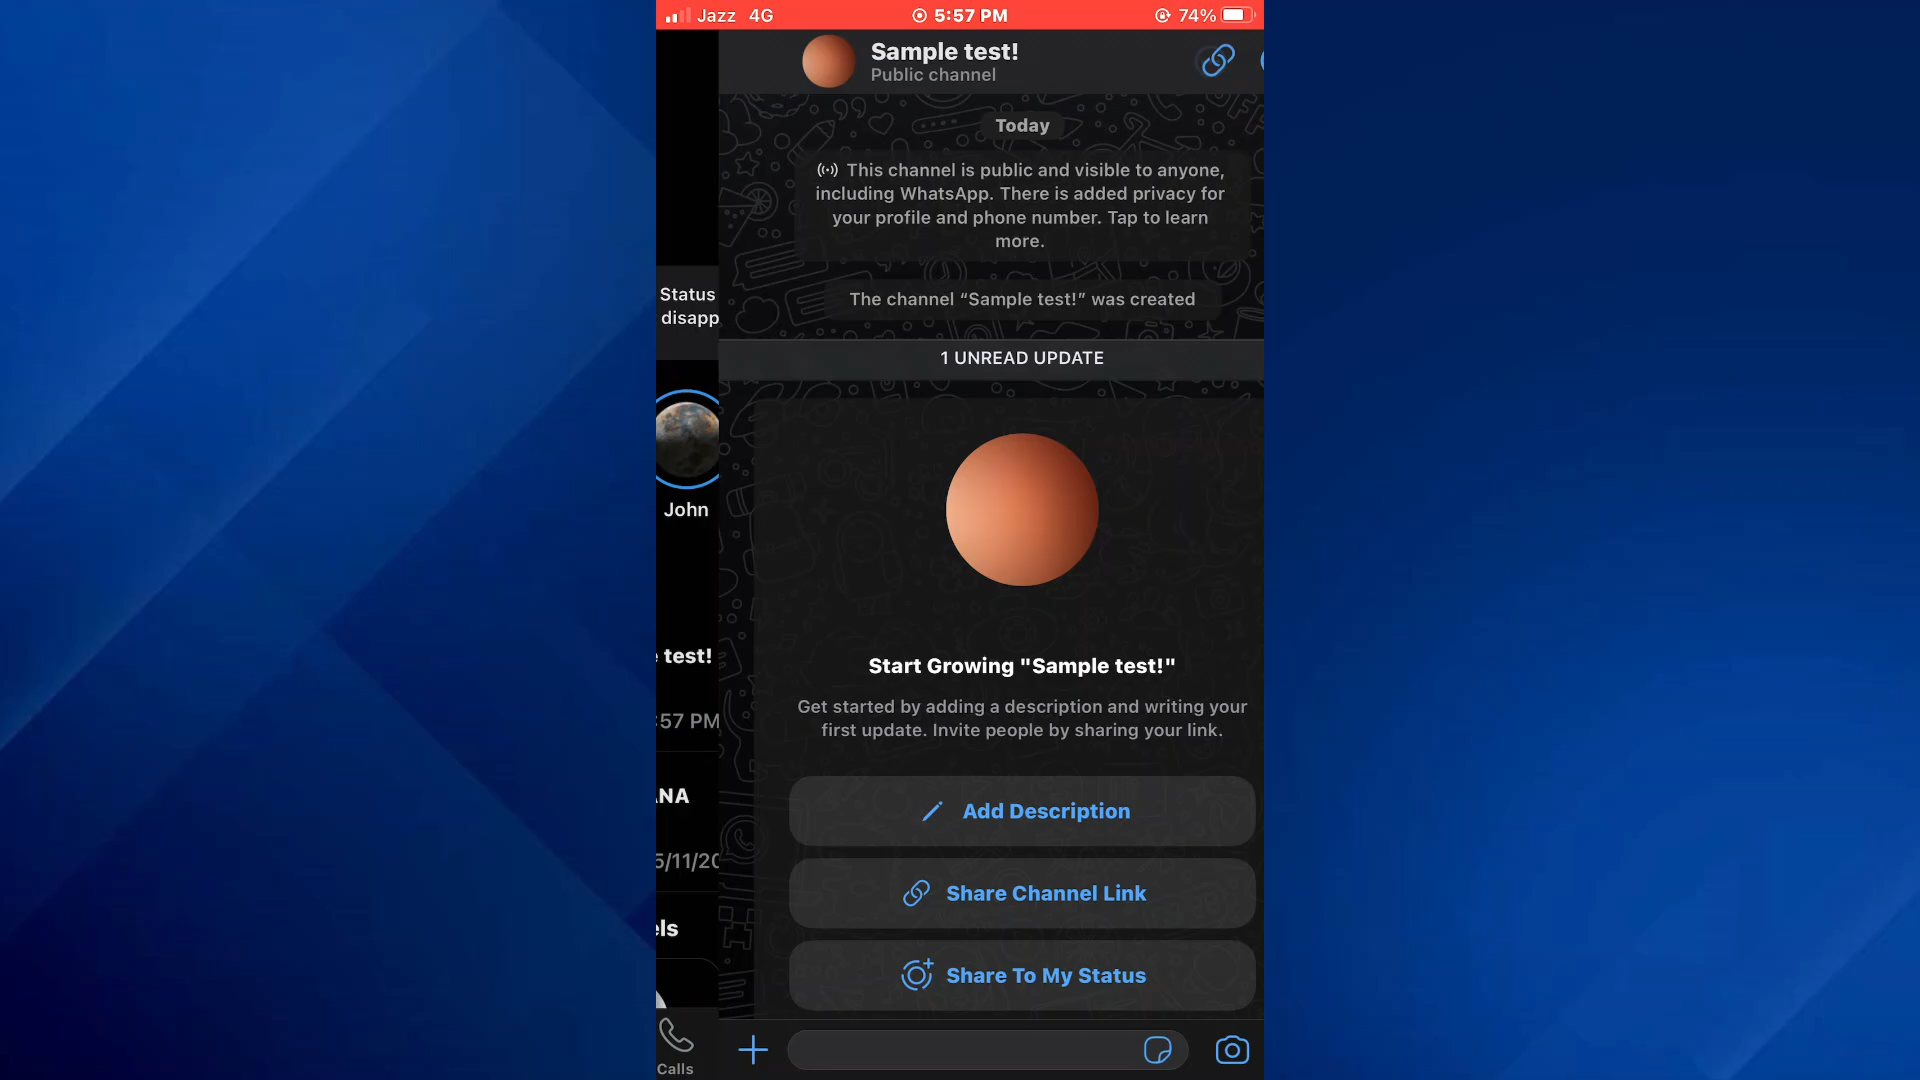 Jazz 4G
5:57 PM
74%
Sample test!
Public channel
Today
This channel is public and visible to anyone,
including WhatsApp. There is added privacy for
your profile and phone number. Tap to learn
more.
The channel “Sample test!” was created
1 UNREAD UPDATE
Start Growing "Sample test!"
Get started by adding a description and writing your
first update. Invite people by sharing your link.
Add Description
Share Channel Link
Share To My Status
Status
disapp
John
test!
:57 PM
NA
5/11/20
els
Calls